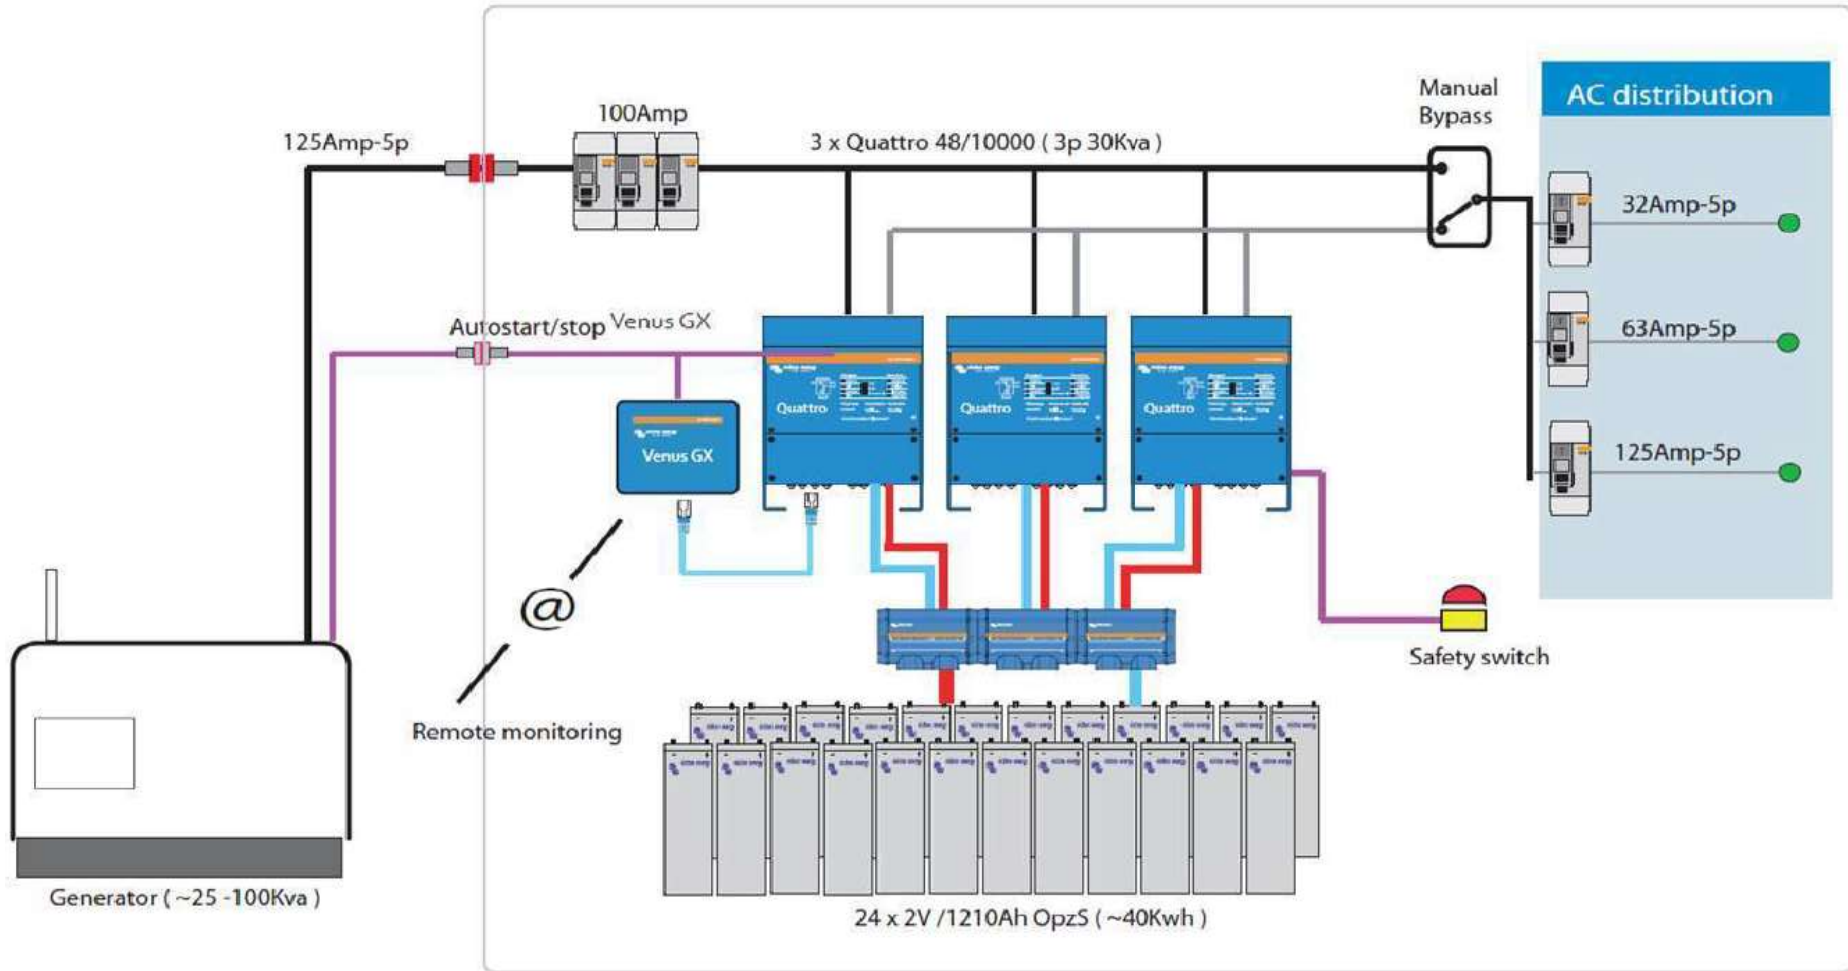 125Amp-5p
100Amp
3 x Quattro 48/10000 ( 3p 30Kva )
Manual
Bypass
AC distribution
32Amp-5p
63Amp-5p
125Amp-5p
Autostart/stop Venus GX
Quattro
Quattro
Quattro
Venus GX
@
Remote monitoring
Safety switch
Generator ( ~25 -100Kva )
24 x 2V /1210Ah OpzS ( ~40Kwh )